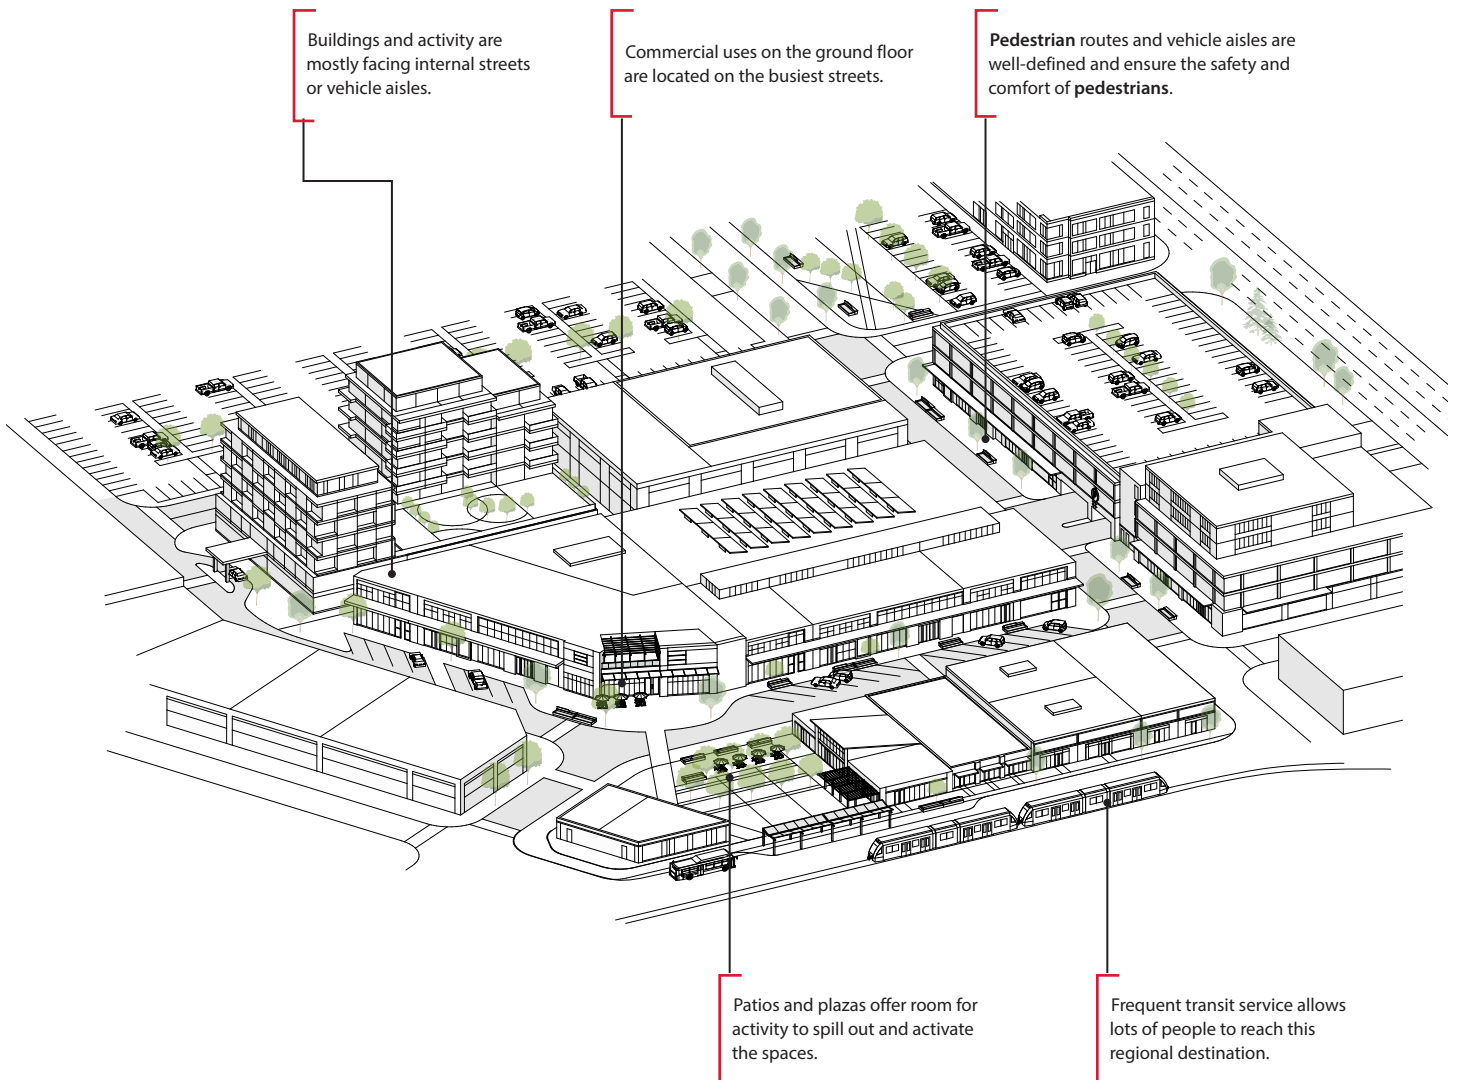 Buildings and activity are
mostly facing internal streets
or vehicle aisles.
Commercial uses on the ground floor
are located on the busiest streets.
Pedestrian routes and vehicle aisles are
well-defined and ensure the safety and
comfort of pedestrians.
Patios and plazas offer room for
activity to spill out and activate
the spaces.
Frequent transit service allows
lots of people to reach this
regional destination.